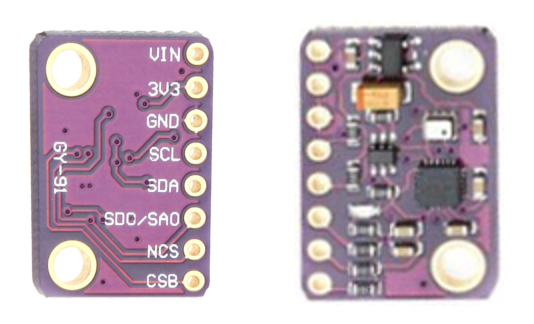 VIN
3V3
GND
SCL
SDA
SDO/SAO
NCS
CSB
GY-91